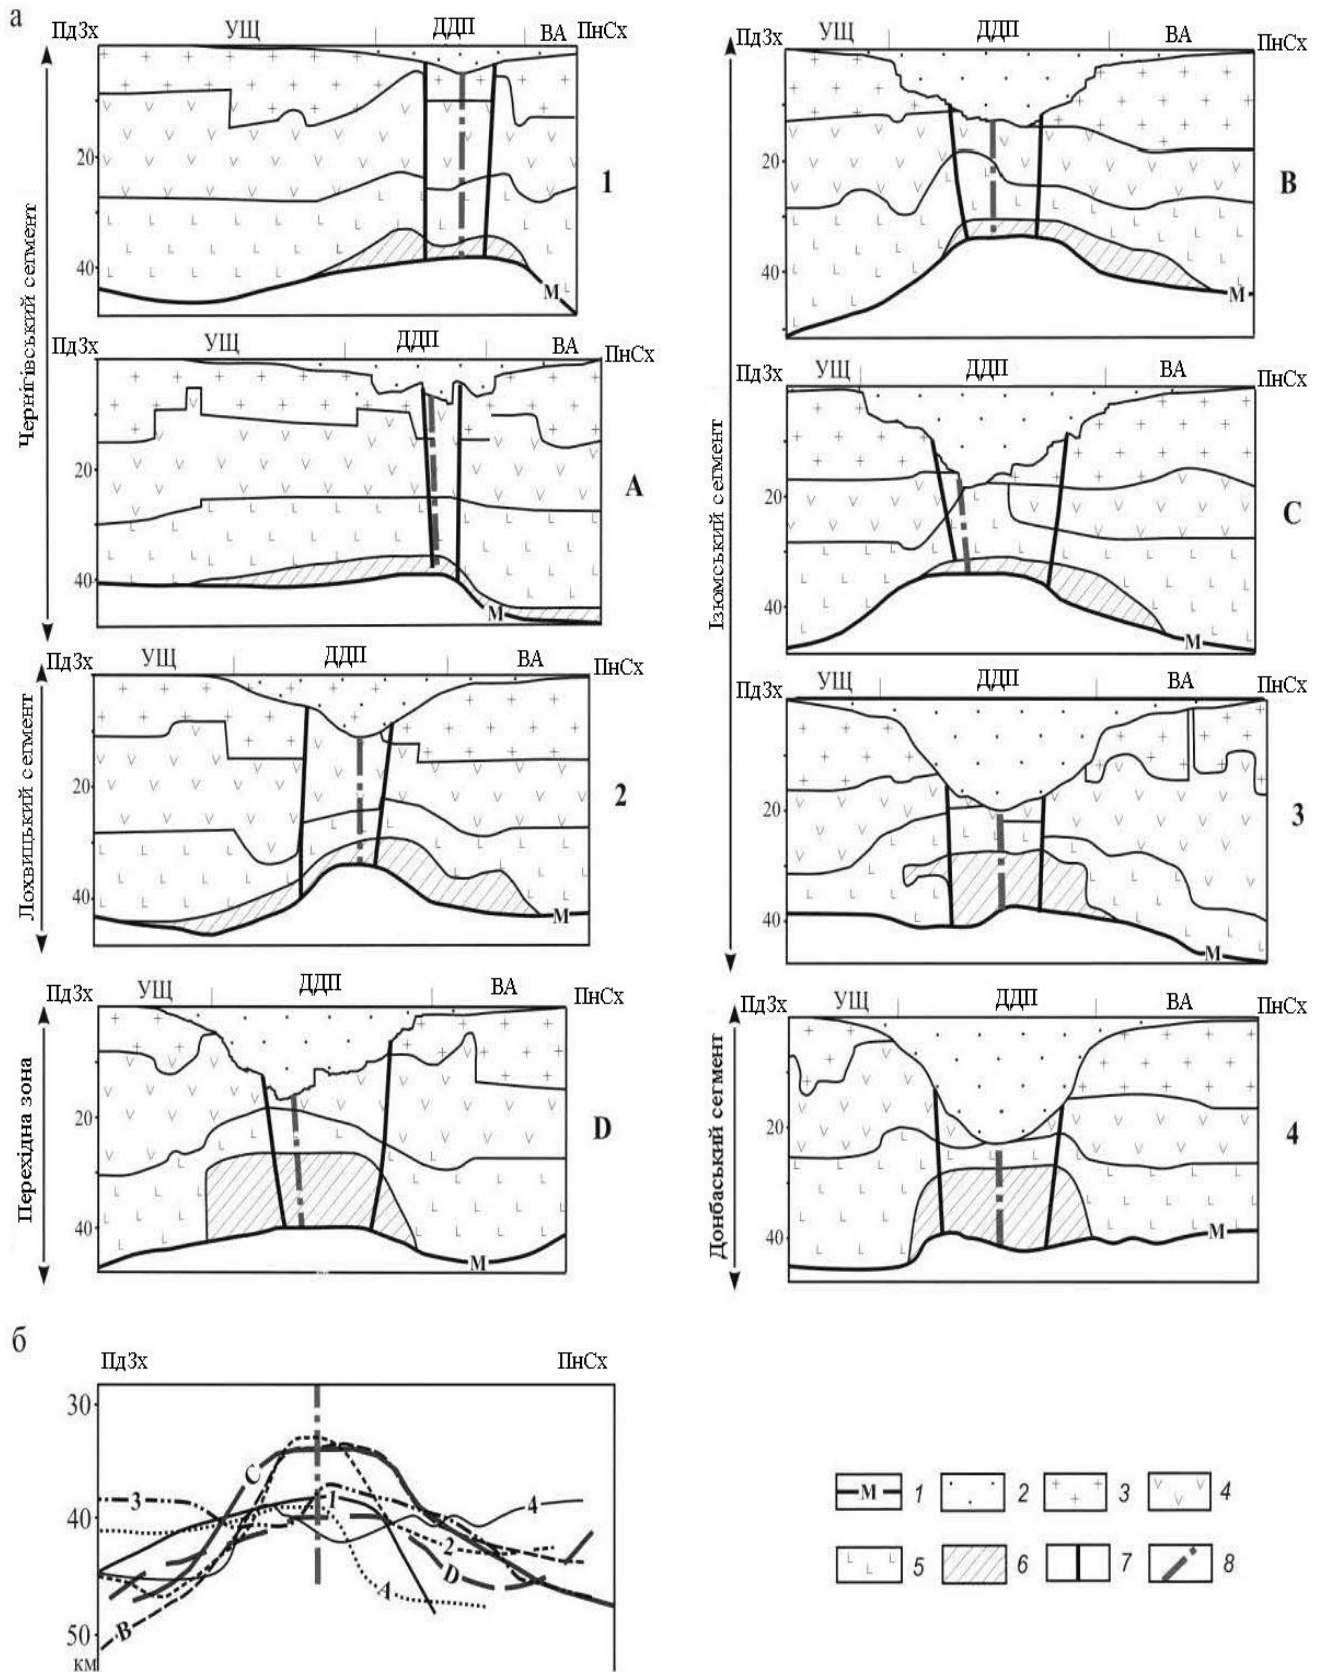 а
ПдЗх УЩ ДДП ВА ПнСх
20
40
М
1
Чернігівський сегмент
ПдЗх УЩ ДДП ВА ПнСх
20
40
М
А
ПдЗх УЩ ДДП ВА ПнСх
20
40
М
2
Лохвицький сегмент
ПдЗх УЩ ДДП ВА ПнСх
20
40
М
D
Перехідна зона
ПдЗх УЩ ДДП ВА ПнСх
20
40
М
В
ПдЗх УЩ ДДП ВА ПнСх
20
40
М
С
Ізюмський сегмент
ПдЗх УЩ ДДП ВА ПнСх
20
40
М
3
ПдЗх УЩ ДДП ВА ПнСх
20
40
М
4
Донбаський сегмент
б
ПдЗх ПнСх
30
40
50
км
С
3
1
4
2
D
А
В
М 1 2 3 4
5 6 7 8